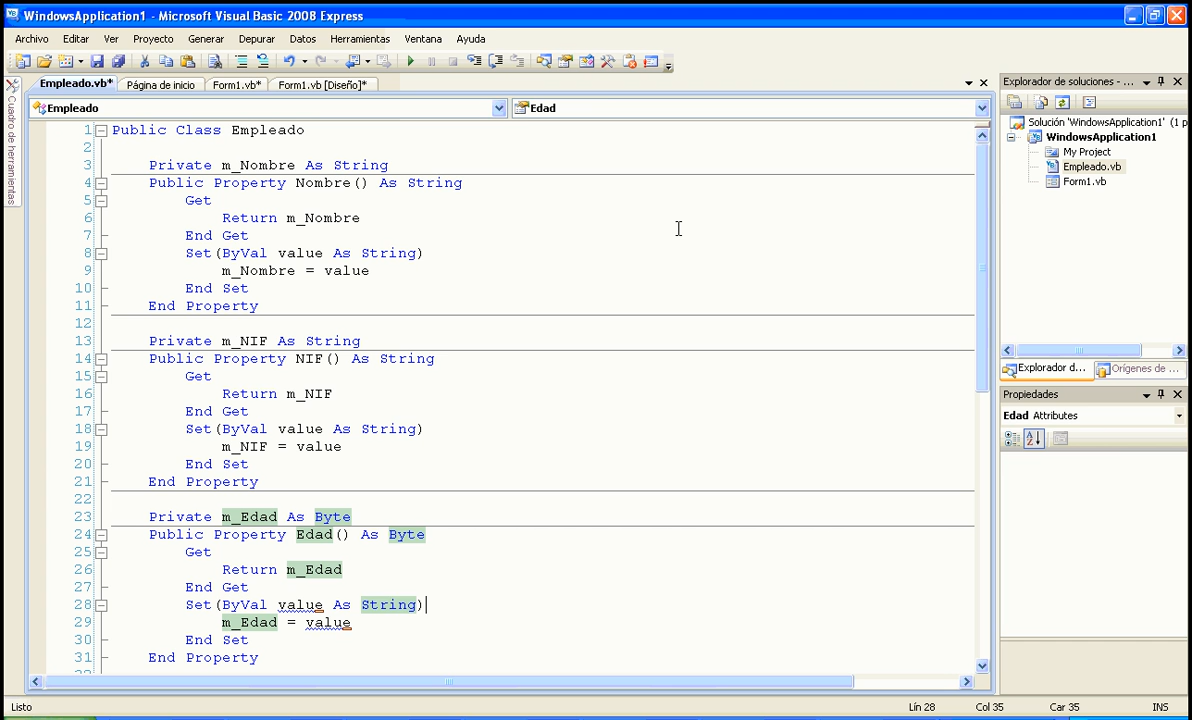 WindowsApplication1 - Microsoft Visual Basic 2008 Express
Archivo Editar Ver Proyecto Generar Depurar Datos Herramientas Ventana Ayuda
Empleado.vb* Página de inicio Form1.vb* Form1.vb [Diseño]*
Cuadro de herramientas
Empleado Edad
1 Public Class Empleado
2
3 Private m_Nombre As String
4 Public Property Nombre() As String
5 Get
6 Return m_Nombre
7 End Get
8 Set(ByVal value As String)
9 m_Nombre = value
10 End Set
11 End Property
12
13 Private m_NIF As String
14 Public Property NIF() As String
15 Get
16 Return m_NIF
17 End Get
18 Set(ByVal value As String)
19 m_NIF = value
20 End Set
21 End Property
22
23 Private m_Edad As Byte
24 Public Property Edad() As Byte
25 Get
26 Return m_Edad
27 End Get
28 Set(ByVal value As String)
29 m_Edad = value
30 End Set
31 End Property
Explorador de soluciones - ...
Solución 'WindowsApplication1' (1 p
WindowsApplication1
My Project
Empleado.vb
Form1.vb
Explorador d... Orígenes de ...
Propiedades
Edad Attributes
Listo Lín 28 Col 35 Car 35 INS